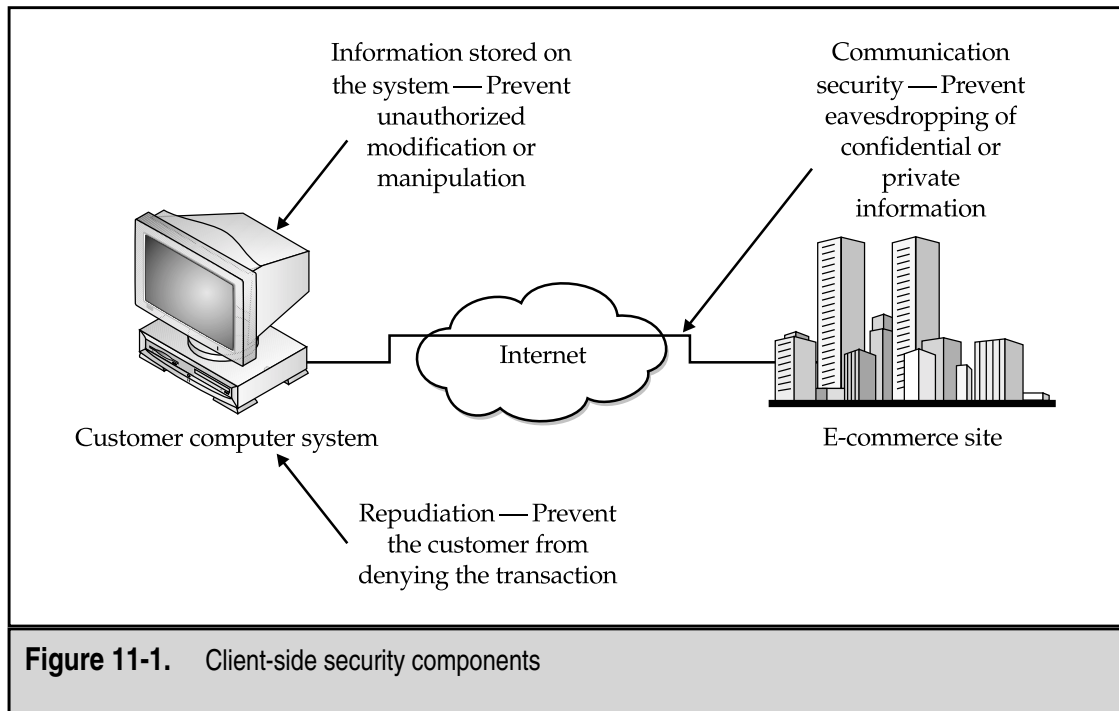 Information stored on
the system — Prevent
unauthorized
modification or
manipulation
Communication
security — Prevent
eavesdropping of
confidential or
private
information
Internet
Customer computer system
E-commerce site
Repudiation — Prevent
the customer from
denying the transaction
Figure 11-1. Client-side security components